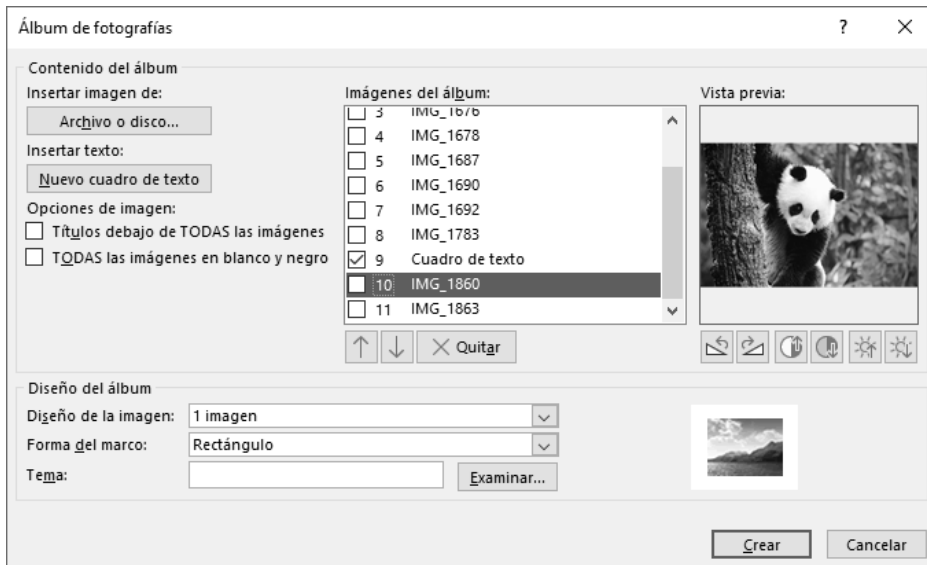 Álbum de fotografías
Contenido del álbum
Insertar imagen de:
Archivo o disco...
Insertar texto:
Nuevo cuadro de texto
Opciones de imagen:
Títulos debajo de TODAS las imágenes
TODAS las imágenes en blanco y negro
Imágenes del álbum:
3 IMG_1676
4 IMG_1678
5 IMG_1687
6 IMG_1690
7 IMG_1692
8 IMG_1783
9 Cuadro de texto
10 IMG_1860
11 IMG_1863
Quitar
Vista previa:
Diseño del álbum
Diseño de la imagen: 1 imagen
Forma del marco: Rectángulo
Tema:
Examinar...
Crear
Cancelar